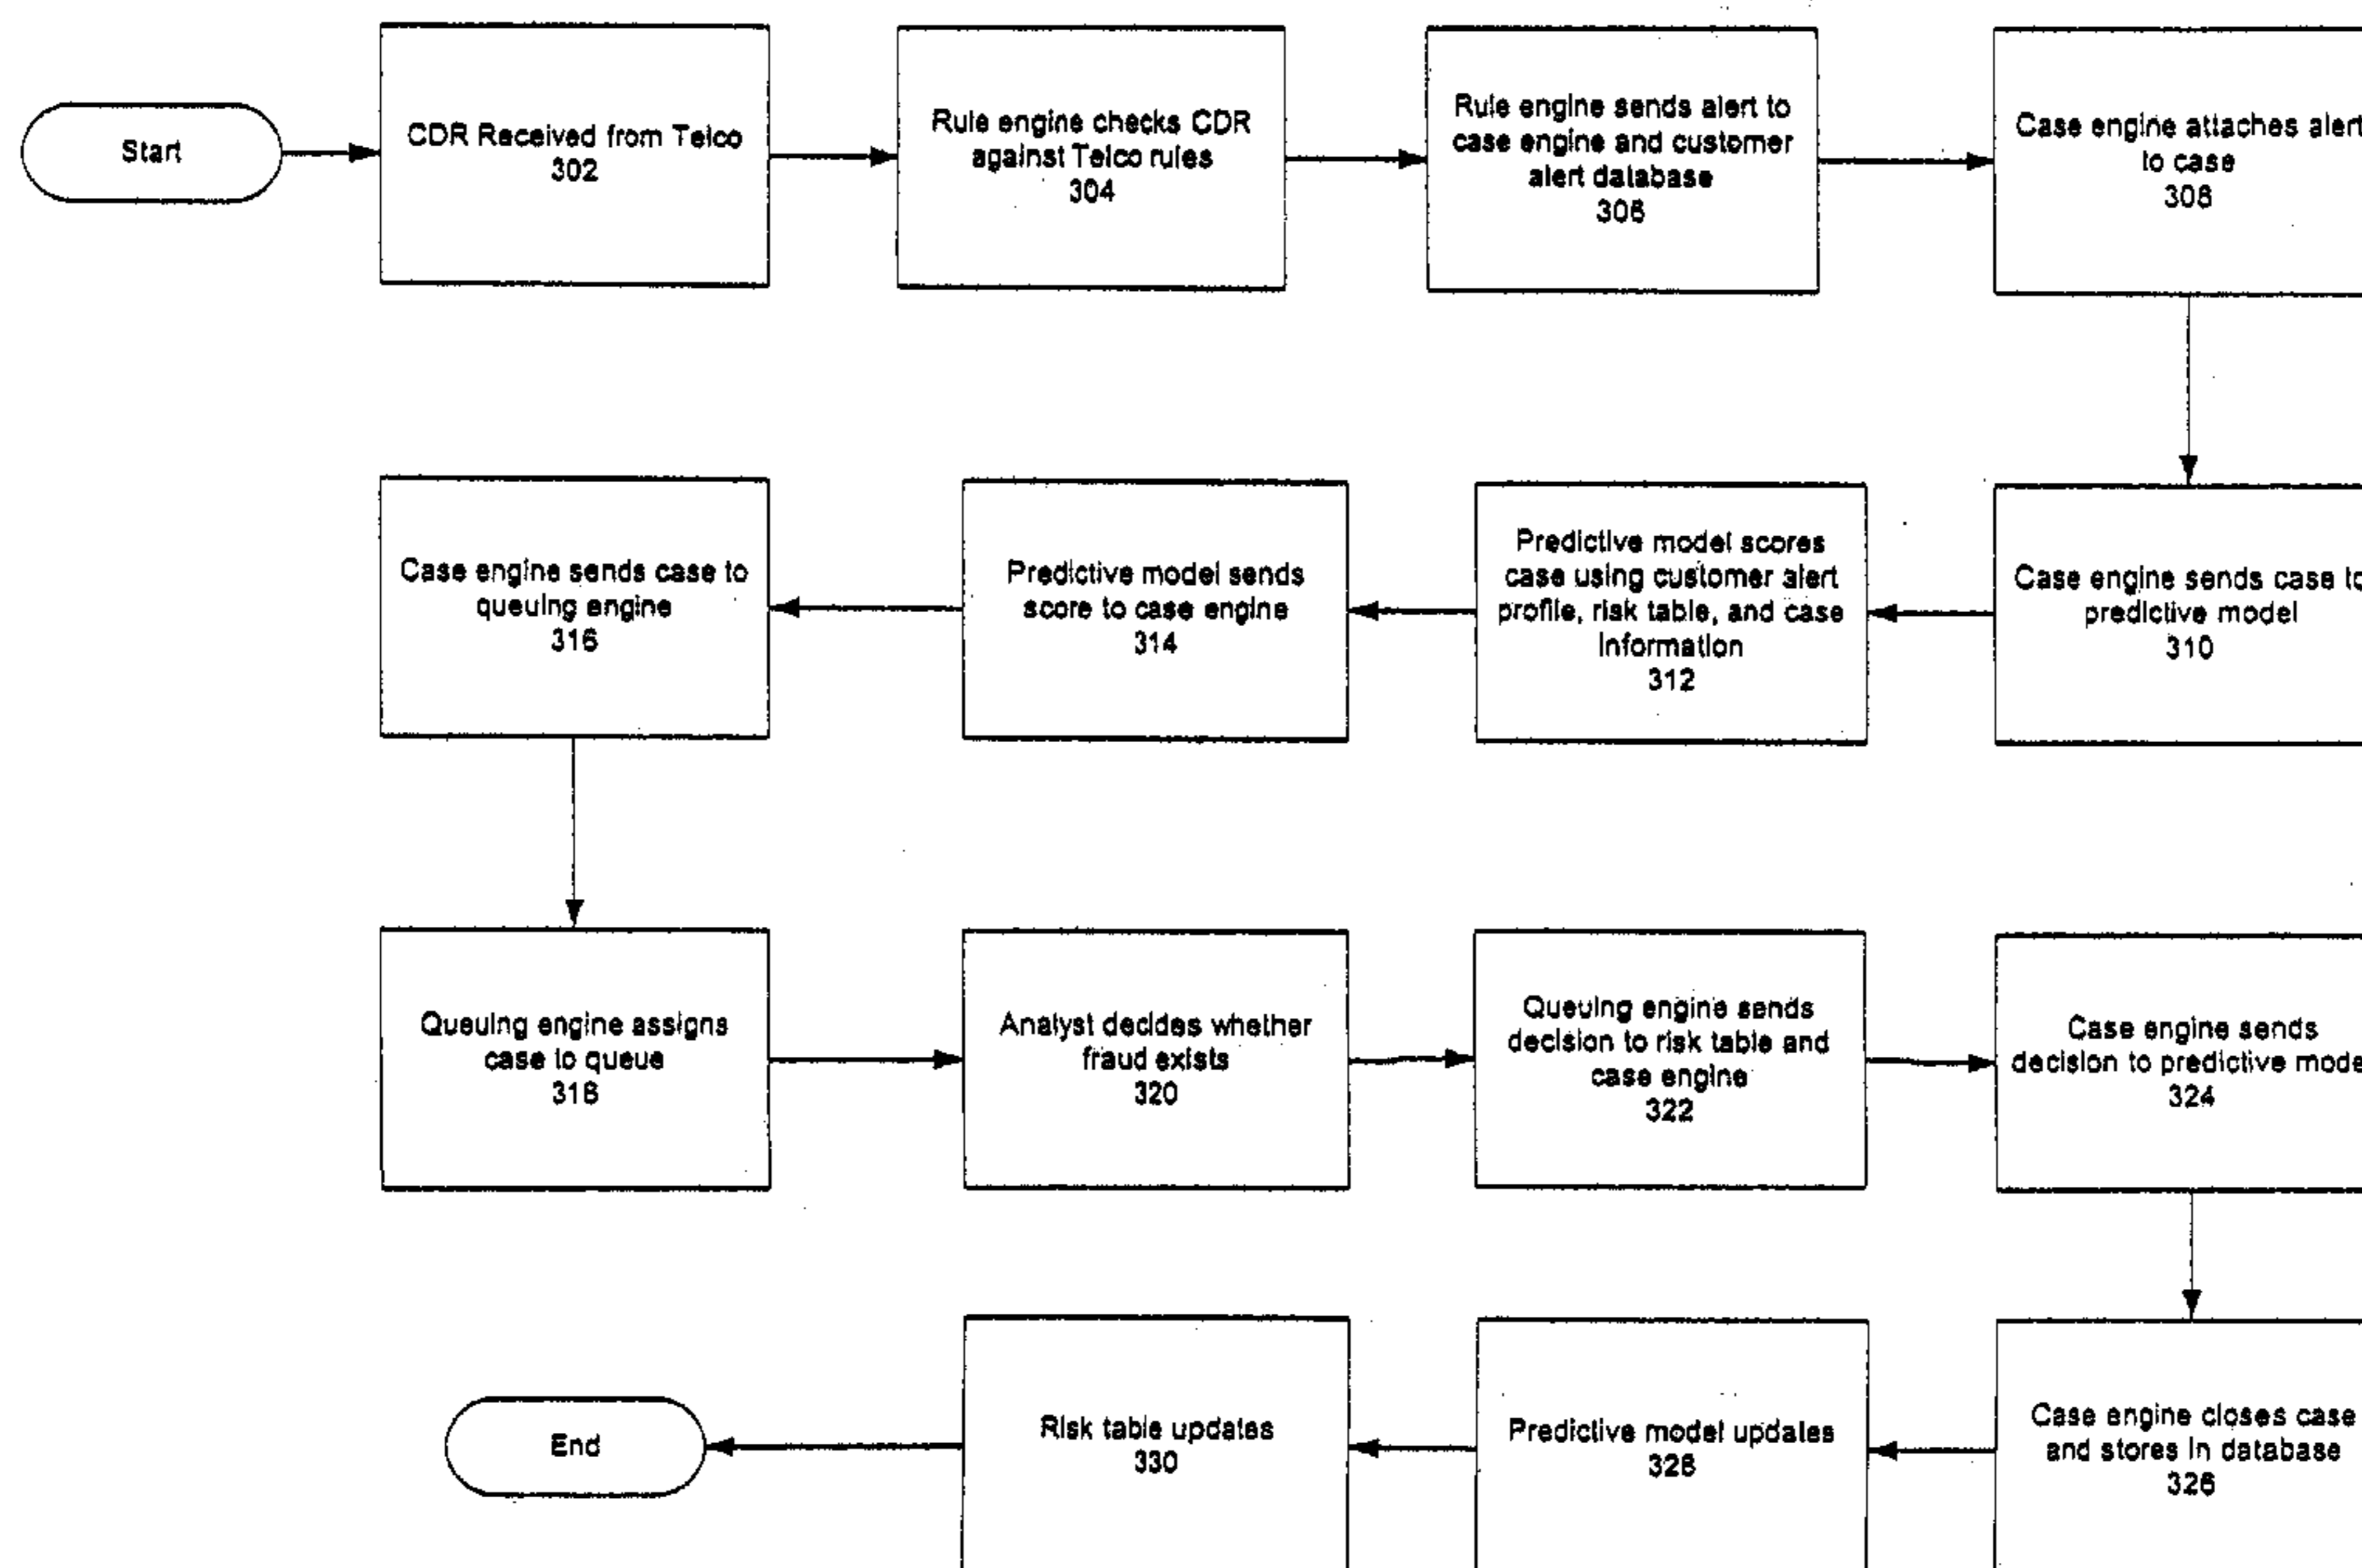 Start
CDR Received from Telco
302
Rule engine checks CDR
against Telco rules
304
Rule engine sends alert to
case engine and customer
alert database
306
Case engine attaches alert
to case
308
Case engine sends case to
queuing engine
316
Predictive model sends
score to case engine
314
Predictive model scores
case using customer alert
profile, risk table, and case
information
312
Case engine sends case to
predictive model
310
Queuing engine assigns
case to queue
318
Analyst decides whether
fraud exists
320
Queuing engine sends
decision to risk table and
case engine
322
Case engine sends
decision to predictive mode
324
End
Risk table updates
330
Predictive model updates
328
Case engine closes case
and stores in database
326